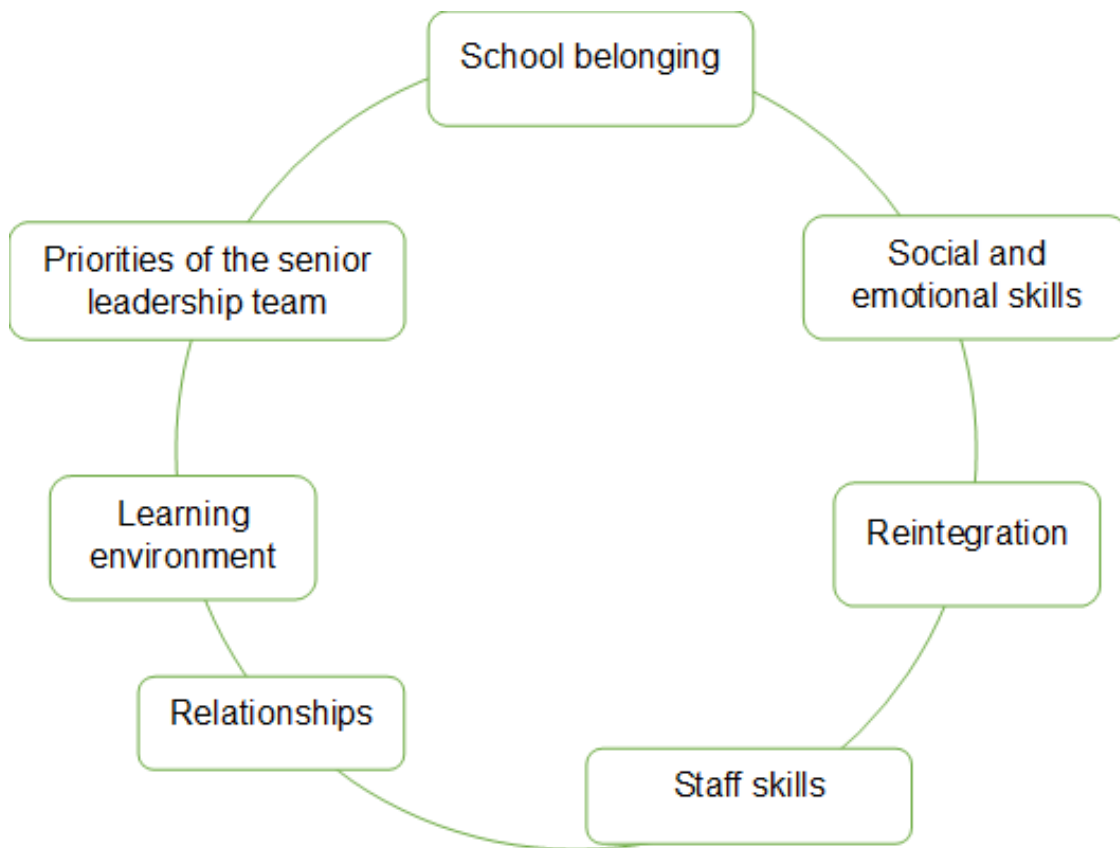 School belonging
Social and
emotional skills
Reintegration
Staff skills
Relationships
Learning
environment
Priorities of the senior
leadership team